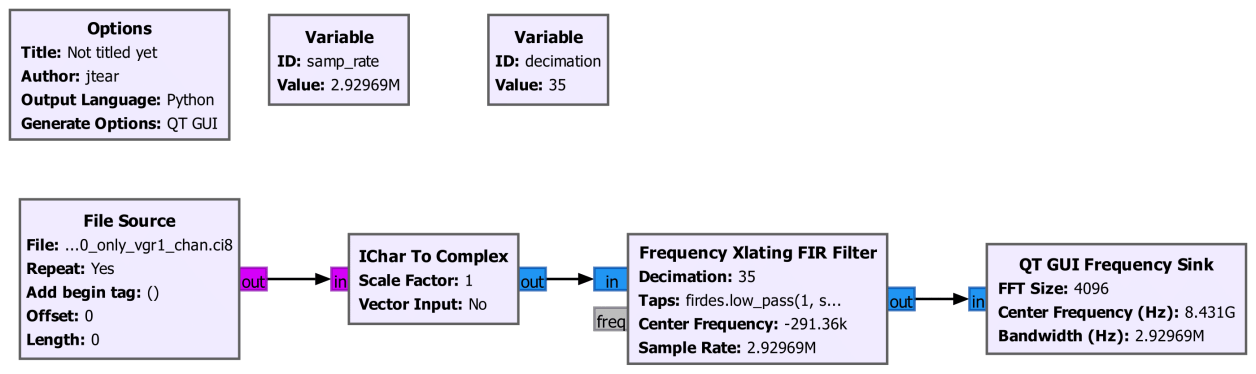 Options
Title: Not titled yet
Author: jtear
Output Language: Python
Generate Options: QT GUI
Variable
ID: samp_rate
Value: 2.92969M
Variable
ID: decimation
Value: 35
File Source
File: ...0_only_vgr1_chan.ci8
Repeat: Yes
Add begin tag: ()
Offset: 0
Length: 0
out
in
IChar To Complex
Scale Factor: 1
Vector Input: No
out
in
freq
Frequency Xlating FIR Filter
Decimation: 35
Taps: firdes.low_pass(1, s...
Center Frequency: -291.36k
Sample Rate: 2.92969M
out
in
QT GUI Frequency Sink
FFT Size: 4096
Center Frequency (Hz): 8.431G
Bandwidth (Hz): 2.92969M